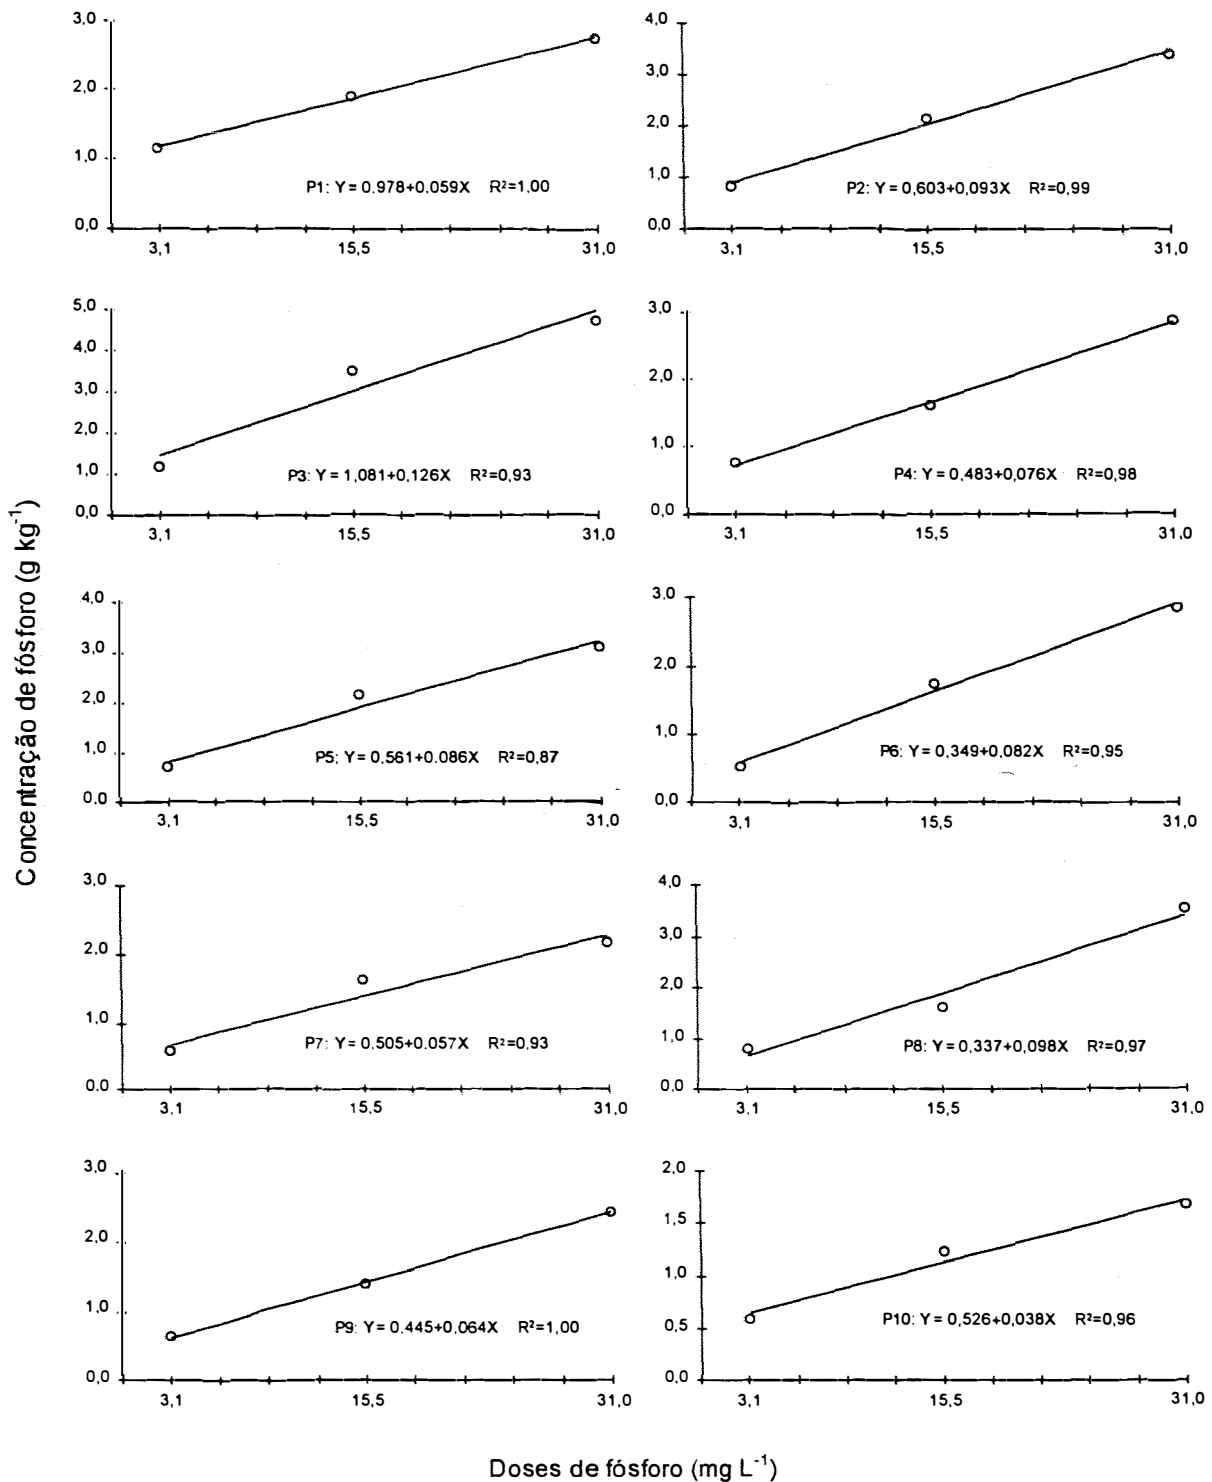 3,0
2,0
1,0
0,0
P1: Y = 0.978+0.059X R²=1,00
3,1 15,5 31,0
4,0
3,0
2,0
1,0
0,0
P2: Y = 0,603+0,093X R²=0,99
3,1 15,5 31,0
5,0
4,0
3,0
2,0
1,0
0,0
P3: Y = 1,081+0,126X R²=0,93
3,1 15,5 31,0
3,0
2,0
1,0
0,0
P4: Y = 0,483+0,076X R²=0,98
3,1 15,5 31,0
Concentração de fósforo (g kg⁻¹)
4,0
3,0
2,0
1,0
0.0
P5: Y = 0,561+0.086X R²=0,87
3,1 15,5 31,0
3,0
2,0
1,0
0,0
P6: Y = 0,349+0,082X R²=0,95
3,1 15,5 31,0
3,0
2,0
1,0
0.0
P7: Y = 0.505+0.057X R²=0,93
3,1 15,5 31,0
4,0
3,0
2,0
1,0
0,0
P8: Y = 0,337+0,098X R²=0,97
3,1 15,5 31,0
3,0
2,0
1,0
0,0
P9: Y = 0.445+0,064X R²=1,00
3,1 15,5 31,0
2,0
1,5
1,0
0,5
0,0
P10: Y = 0,526+0,038X R²=0,96
3,1 15,5 31,0
Doses de fósforo (mg L⁻¹)